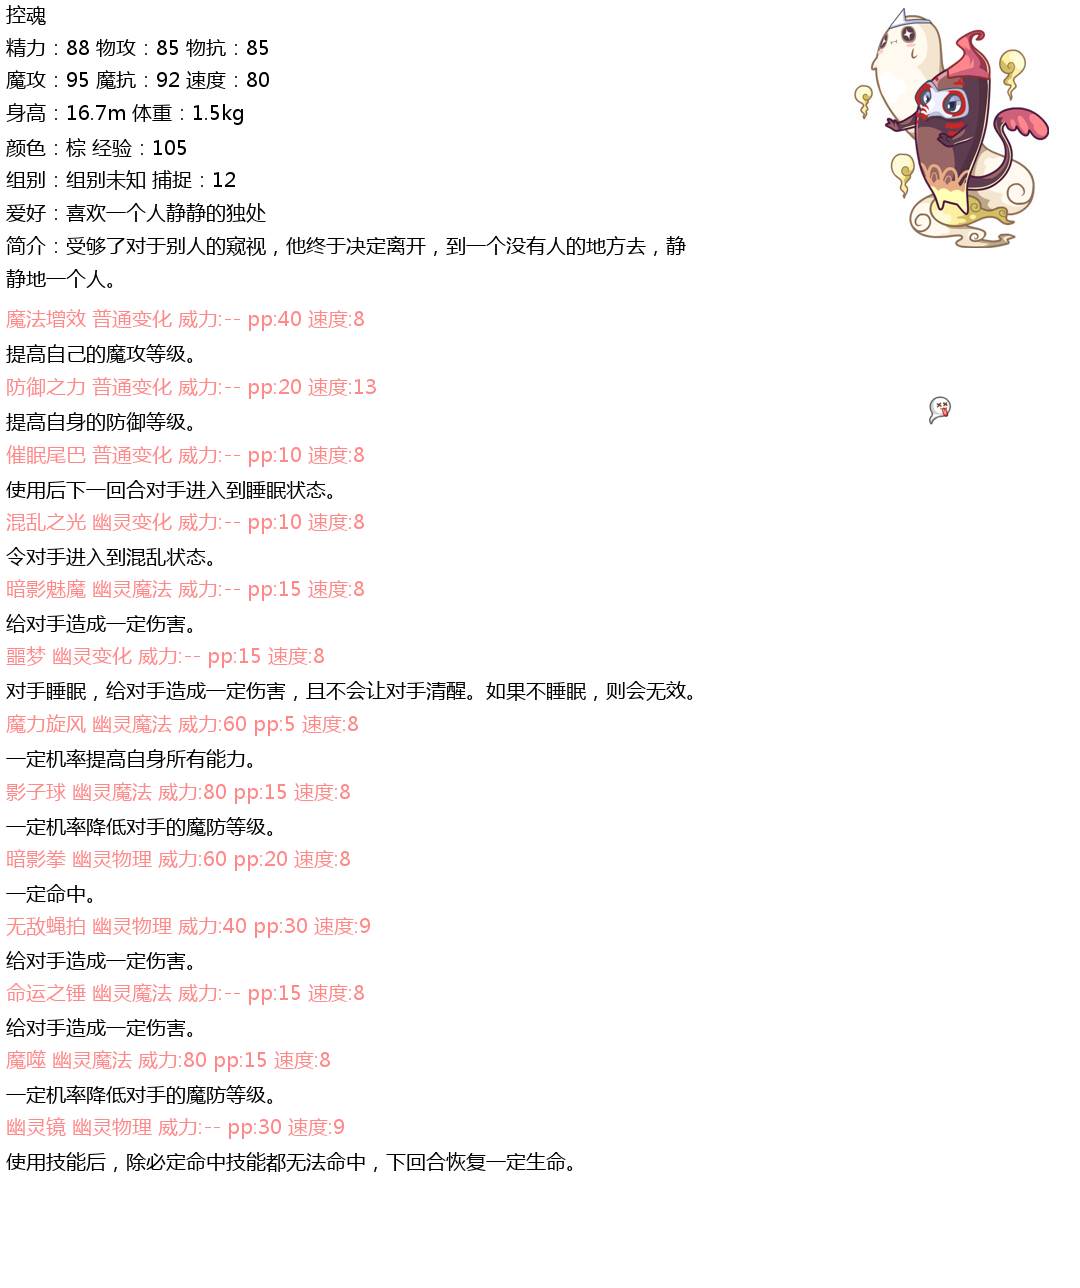 控魂
精力：88 物攻：85 物抗：85
魔攻：95 魔抗：92 速度：80
身高：16.7m 体重：1.5kg
颜色：棕 经验：105
组别：组别未知 捕捉：12
爱好：喜欢一个人静静的独处
简介：受够了对于别人的窥视，他终于决定离开，到一个没有人的地方去，静
静地一个人。
魔法增效 普通变化 威力:-- pp:40 速度:8
提高自己的魔攻等级。
防御之力 普通变化 威力:-- pp:20 速度:13
提高自身的防御等级。
催眠尾巴 普通变化 威力:-- pp:10 速度:8
使用后下一回合对手进入到睡眠状态。
混乱之光 幽灵变化 威力:-- pp:10 速度:8
令对手进入到混乱状态。
暗影魅魔 幽灵魔法 威力:-- pp:15 速度:8
给对手造成一定伤害。
噩梦 幽灵变化 威力:-- pp:15 速度:8
对手睡眠，给对手造成一定伤害，且不会让对手清醒。如果不睡眠，则会无效。
魔力旋风 幽灵魔法 威力:60 pp:5 速度:8
一定机率提高自身所有能力。
影子球 幽灵魔法 威力:80 pp:15 速度:8
一定机率降低对手的魔防等级。
暗影拳 幽灵物理 威力:60 pp:20 速度:8
一定命中。
无敌蝇拍 幽灵物理 威力:40 pp:30 速度:9
给对手造成一定伤害。
命运之锤 幽灵魔法 威力:-- pp:15 速度:8
给对手造成一定伤害。
魔噬 幽灵魔法 威力:80 pp:15 速度:8
一定机率降低对手的魔防等级。
幽灵镜 幽灵物理 威力:-- pp:30 速度:9
使用技能后，除必定命中技能都无法命中，下回合恢复一定生命。